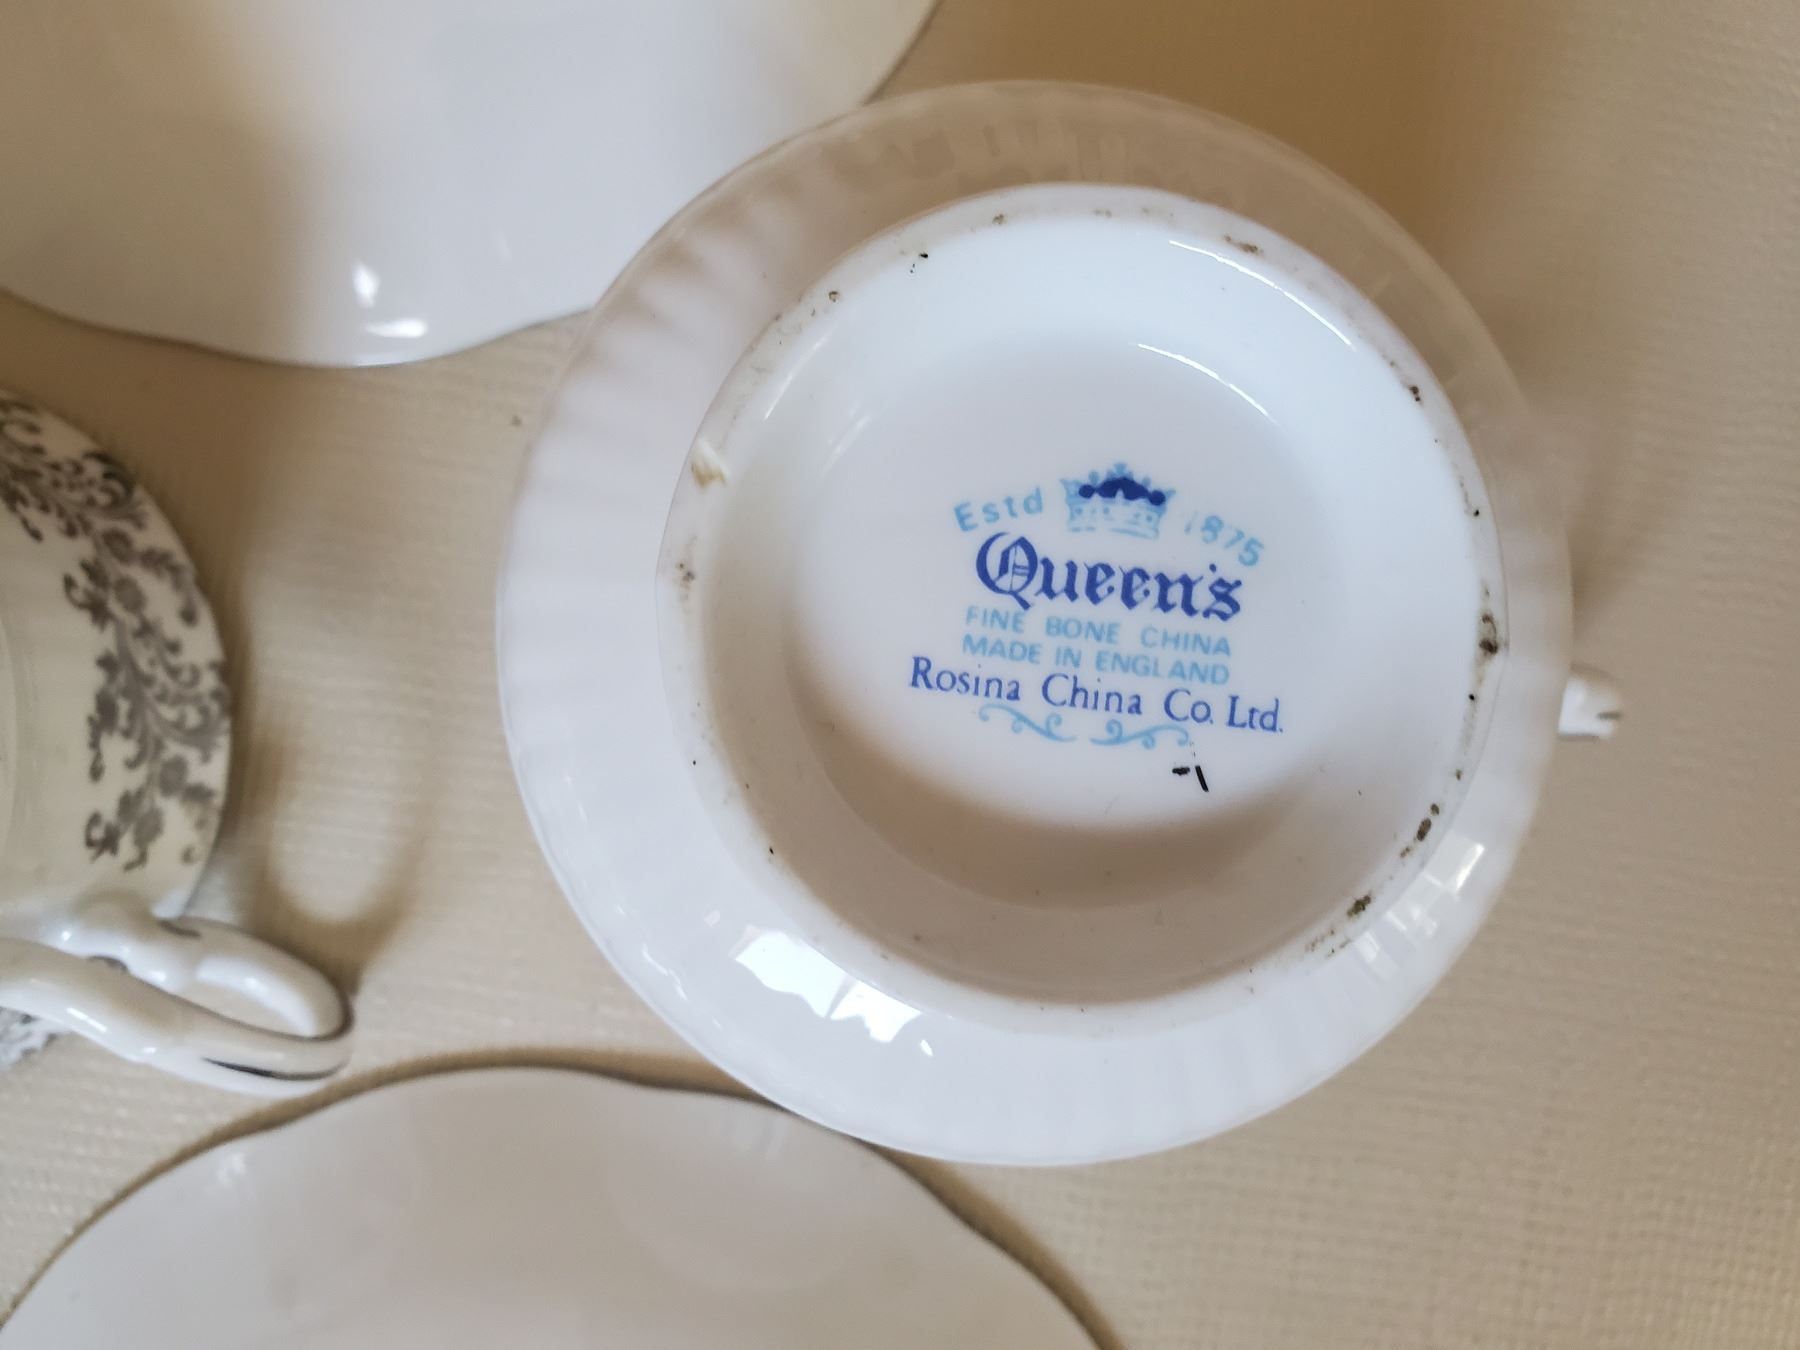 Estd 1875
Queen's
FINE BONE CHINA
MADE IN ENGLAND
Rosina China Co. Ltd.